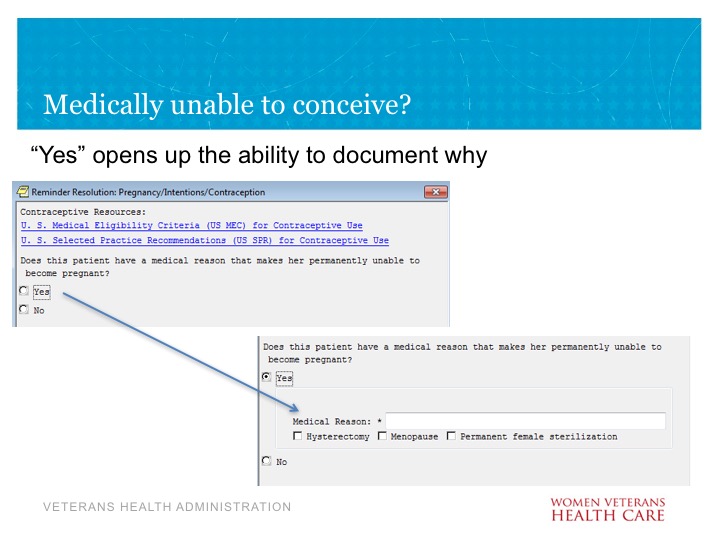 Medically unable to conceive?
“Yes” opens up the ability to document why
Reminder Resolution: Pregnancy/Intentions/Contraception
Contraceptive Resources:
U. S. Medical Eligibility Criteria (US MEC) for Contraceptive Use
U. S. Selected Practice Recommendations (US SPR) for Contraceptive Use
Does this patient have a medical reason that makes her permanently unable to
become pregnant?
Yes
No
Does this patient have a medical reason that makes her permanently unable to
become pregnant?
Yes
Medical Reason: *
Hysterectomy Menopause Permanent female sterilization
No
VETERANS HEALTH ADMINISTRATION
WOMEN VETERANS
HEALTH CARE